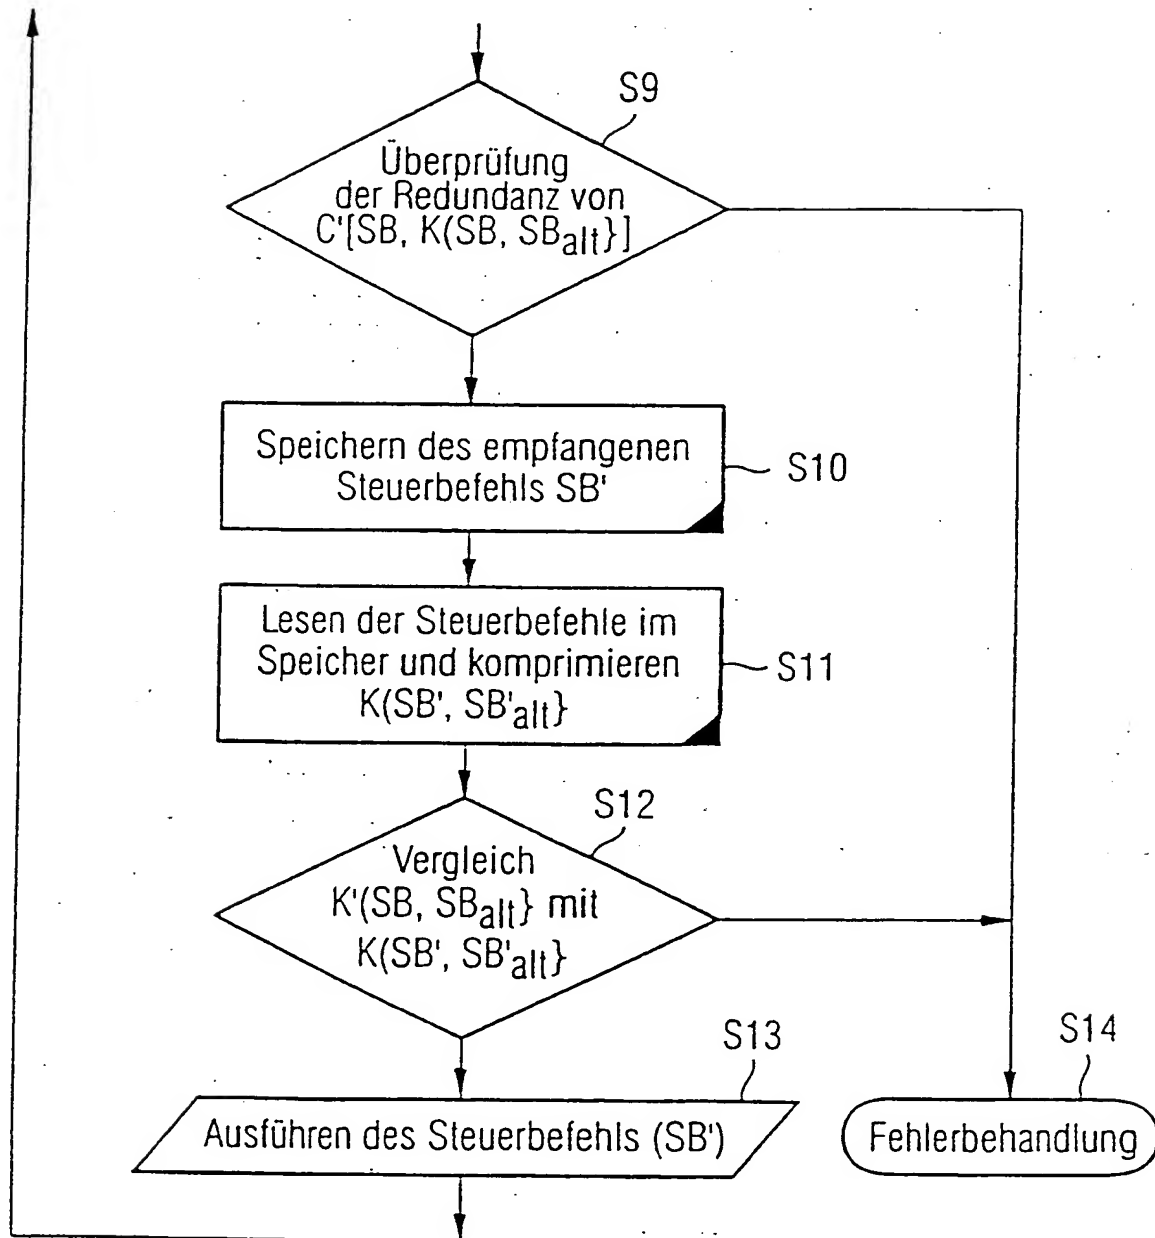 S9
Überprüfung
der Redundanz von
C'[SB, K(SB, SBalt}]
Speichern des empfangenen
Steuerbefehls SB'
S10
Lesen der Steuerbefehle im
Speicher und komprimieren
K(SB', SB'alt}
S11
S12
Vergleich
K'(SB, SBalt} mit
K(SB', SB'alt}
S13
Ausführen des Steuerbefehls (SB')
S14
Fehlerbehandlung